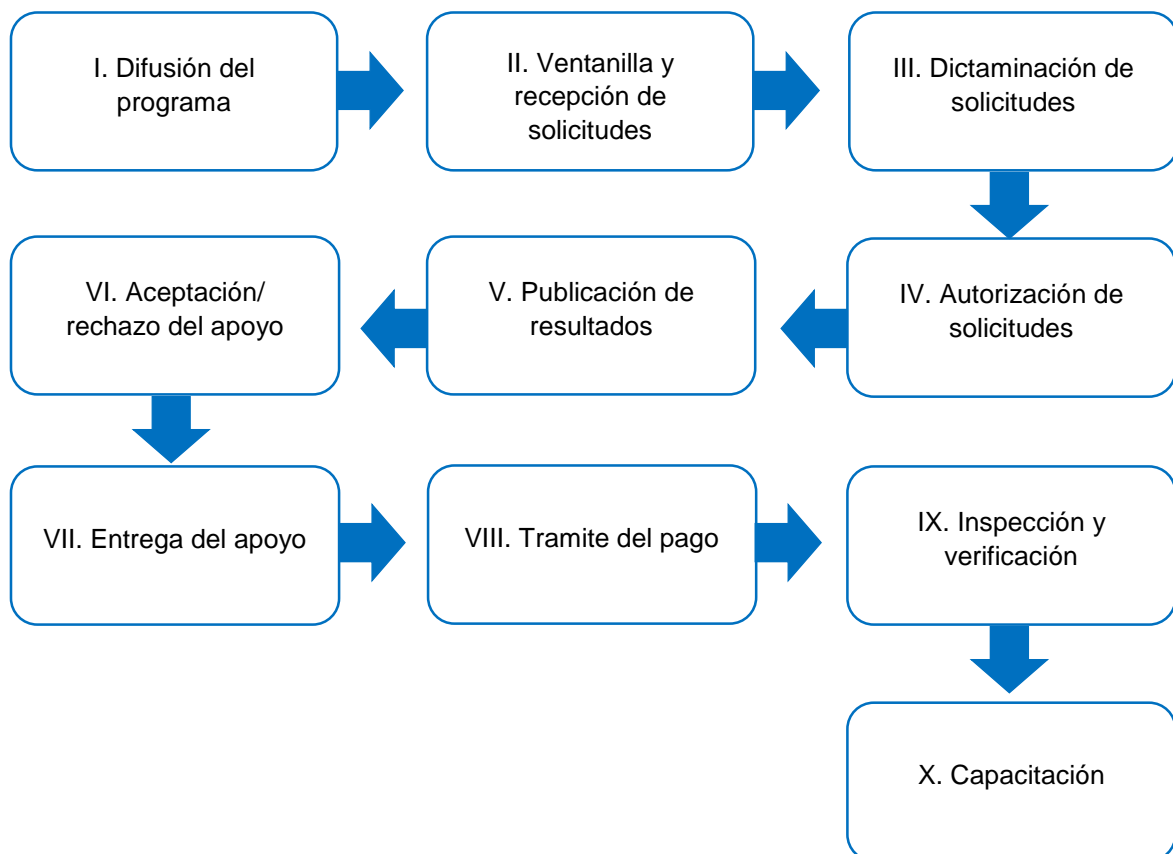 I. Difusión del
programa
II. Ventanilla y
recepción de
solicitudes
III. Dictaminación de
solicitudes
IV. Autorización de
solicitudes
V. Publicación de
resultados
VI. Aceptación/
rechazo del apoyo
VII. Entrega del apoyo
VIII. Tramite del pago
IX. Inspección y
verificación
X. Capacitación